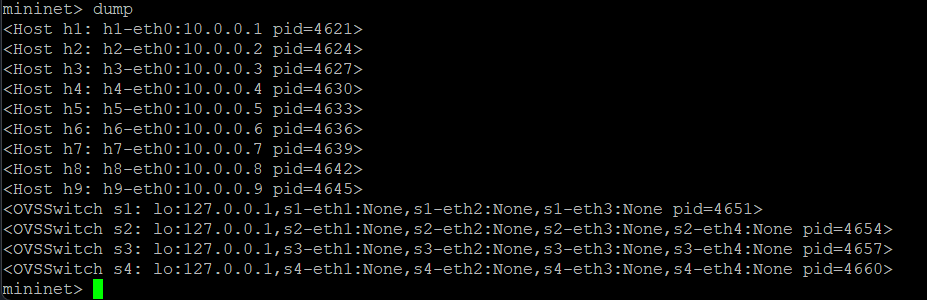 mininet> dump
<Host h1: h1-eth0:10.0.0.1 pid=4621>
<Host h2: h2-eth0:10.0.0.2 pid=4624>
<Host h3: h3-eth0:10.0.0.3 pid=4627>
<Host h4: h4-eth0:10.0.0.4 pid=4630>
<Host h5: h5-eth0:10.0.0.5 pid=4633>
<Host h6: h6-eth0:10.0.0.6 pid=4636>
<Host h7: h7-eth0:10.0.0.7 pid=4639>
<Host h8: h8-eth0:10.0.0.8 pid=4642>
<Host h9: h9-eth0:10.0.0.9 pid=4645>
<OVSSwitch s1: lo:127.0.0.1,s1-eth1:None,s1-eth2:None,s1-eth3:None pid=4651>
<OVSSwitch s2: lo:127.0.0.1,s2-eth1:None,s2-eth2:None,s2-eth3:None,s2-eth4:None pid=4654>
<OVSSwitch s3: lo:127.0.0.1,s3-eth1:None,s3-eth2:None,s3-eth3:None,s3-eth4:None pid=4657>
<OVSSwitch s4: lo:127.0.0.1,s4-eth1:None,s4-eth2:None,s4-eth3:None,s4-eth4:None pid=4660>
mininet>